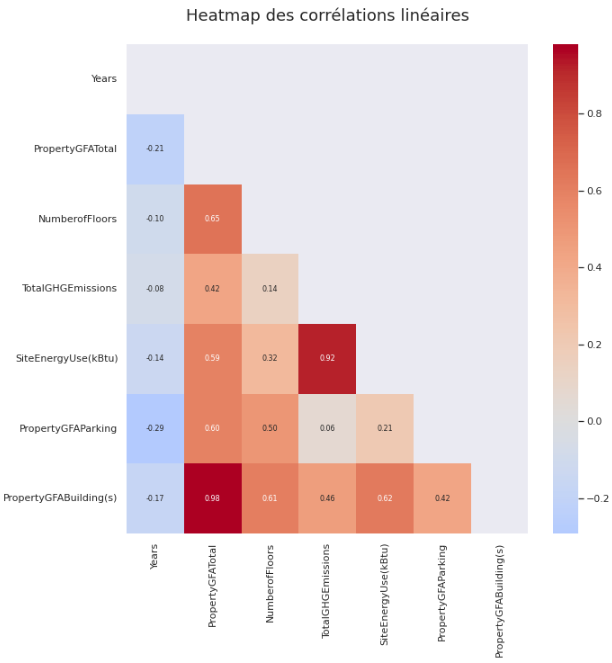 Heatmap des corrélations linéaires
Years
PropertyGFATotal
-0.21
NumberofFloors
-0.10 0.65
TotalGHGEmissions
-0.08 0.42 0.14
SiteEnergyUse(kBtu)
-0.14 0.59 0.32 0.92
PropertyGFAParking
-0.29 0.60 0.50 0.06 0.21
PropertyGFABuilding(s)
-0.17 0.98 0.61 0.46 0.62 0.42
Years
PropertyGFATotal
NumberofFloors
TotalGHGEmissions
SiteEnergyUse(kBtu)
PropertyGFAParking
PropertyGFABuilding(s)
0.8
0.6
0.4
0.2
0.0
−0.2